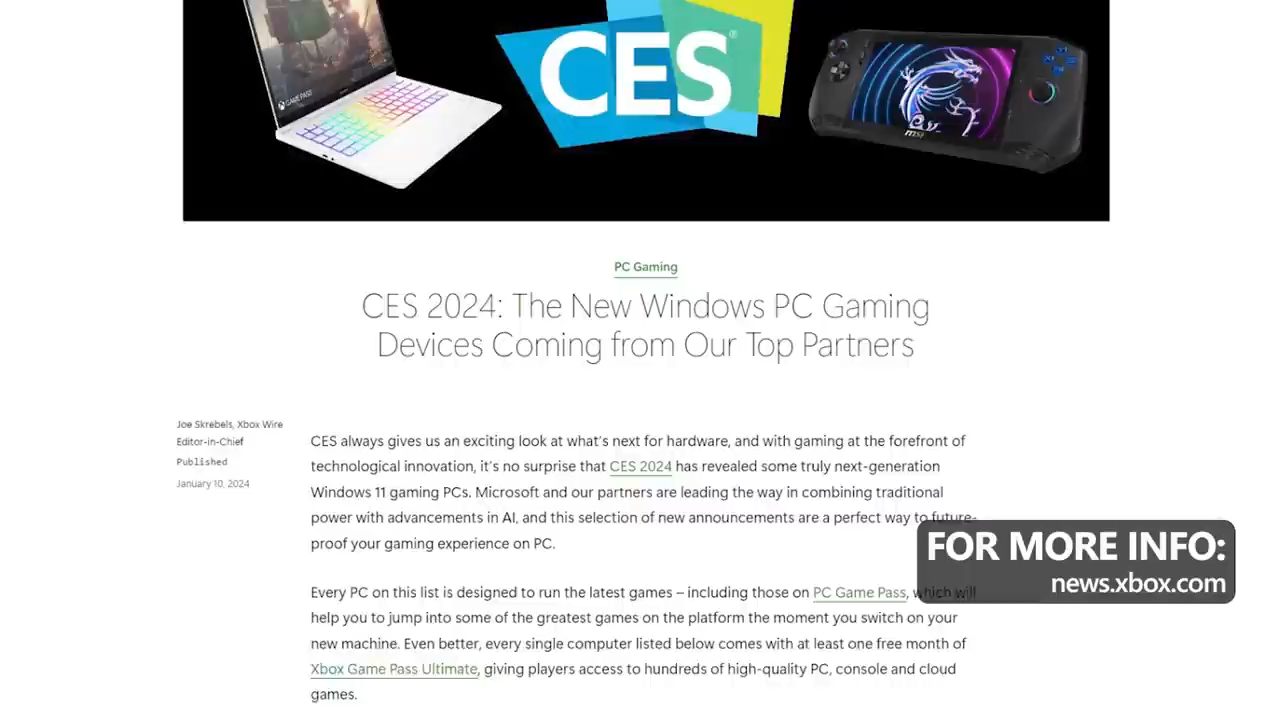 GAME PASS
CES®
msi
PC Gaming
CES 2024: The New Windows PC Gaming
Devices Coming from Our Top Partners
Joe Skrebels, Xbox Wire
Editor-in-Chief
Published
January 10, 2024
CES always gives us an exciting look at what's next for hardware, and with gaming at the forefront of
technological innovation, it's no surprise that CES 2024 has revealed some truly next-generation
Windows 11 gaming PCs. Microsoft and our partners are leading the way in combining traditional
power with advancements in AI, and this selection of new announcements are a perfect way to future-
proof your gaming experience on PC.
Every PC on this list is designed to run the latest games – including those on PC Game Pass, which will
help you to jump into some of the greatest games on the platform the moment you switch on your
new machine. Even better, every single computer listed below comes with at least one free month of
Xbox Game Pass Ultimate, giving players access to hundreds of high-quality PC, console and cloud
games.
FOR MORE INFO:
news.xbox.com